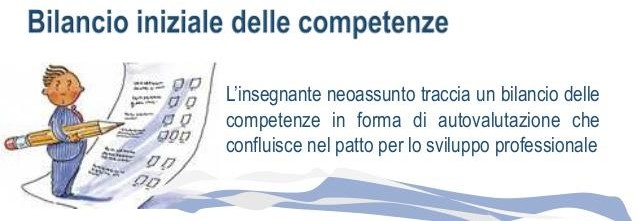 Bilancio iniziale delle competenze
L’insegnante neoassunto traccia un bilancio delle
competenze in forma di autovalutazione che
confluisce nel patto per lo sviluppo professionale